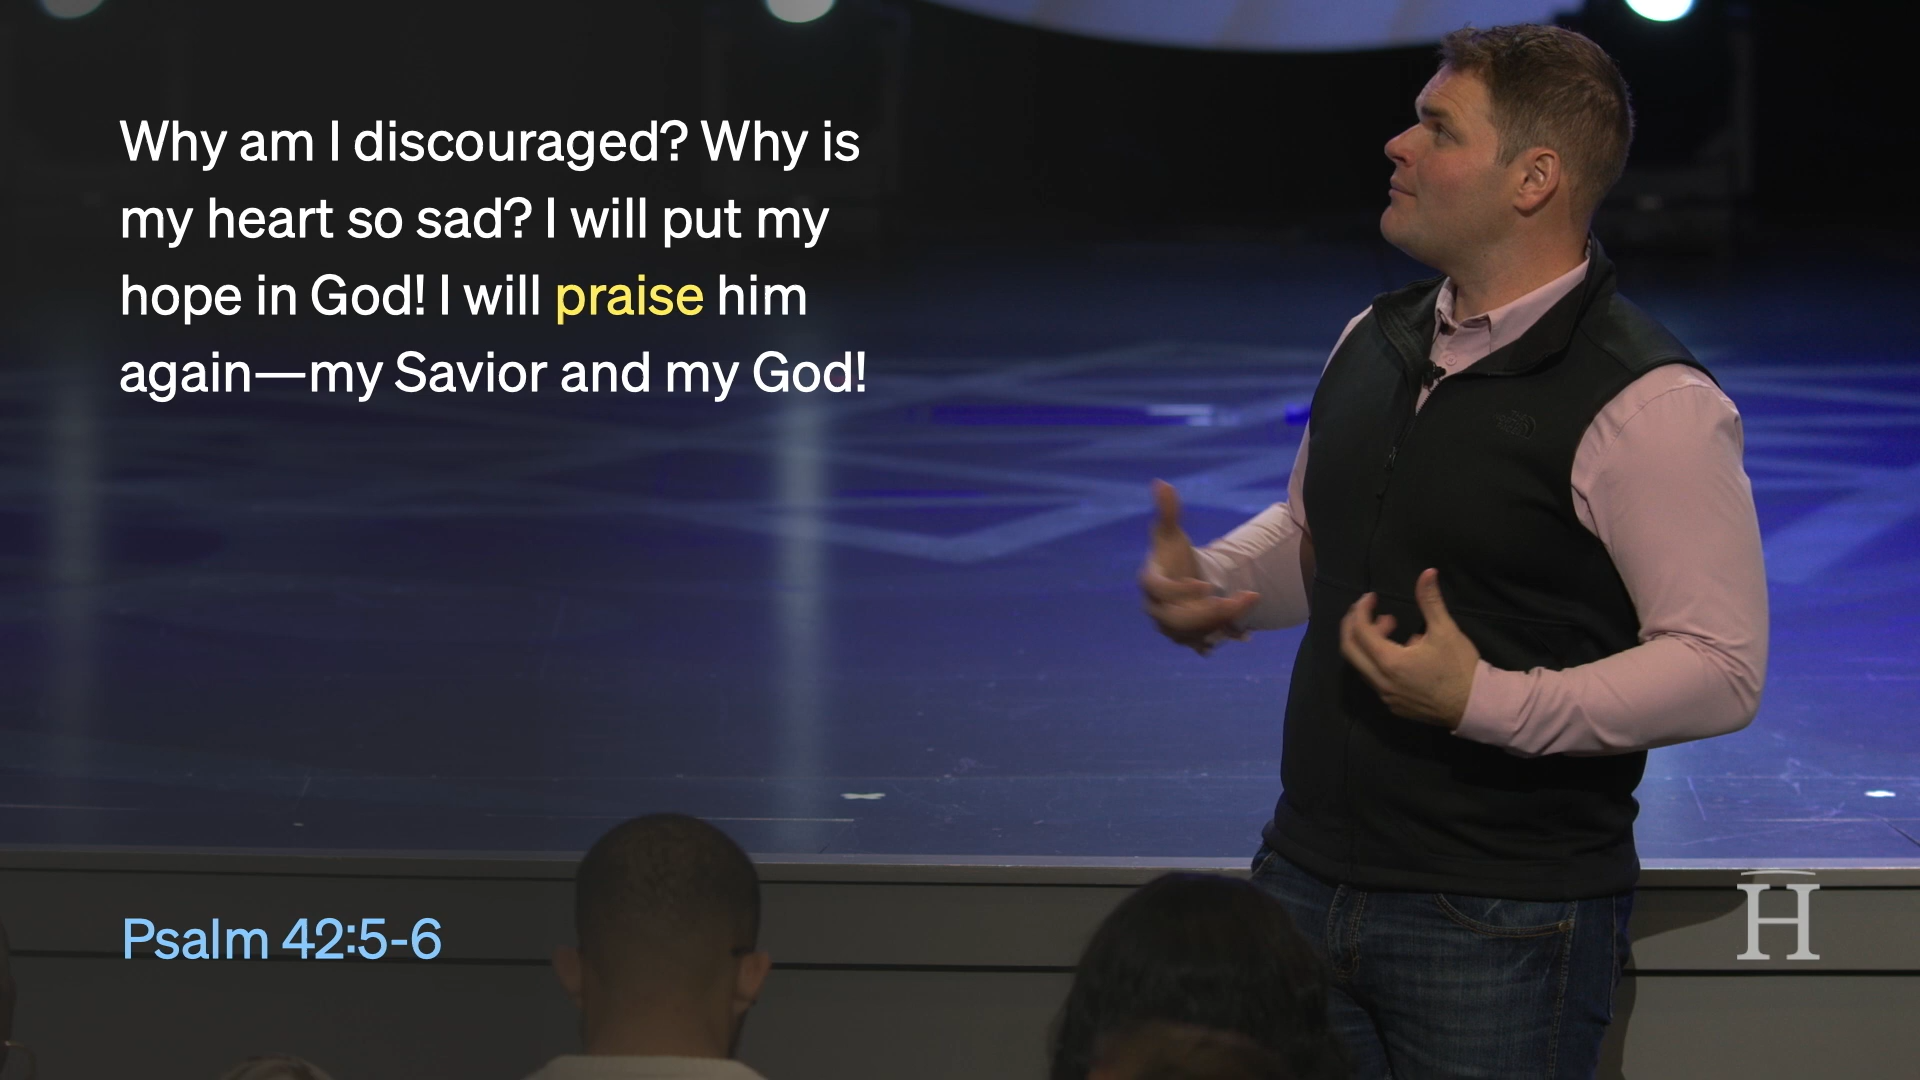 Why am I discouraged? Why is
my heart so sad? I will put my
hope in God! I will praise him
again—my Savior and my God!
Psalm 42:5-6
H